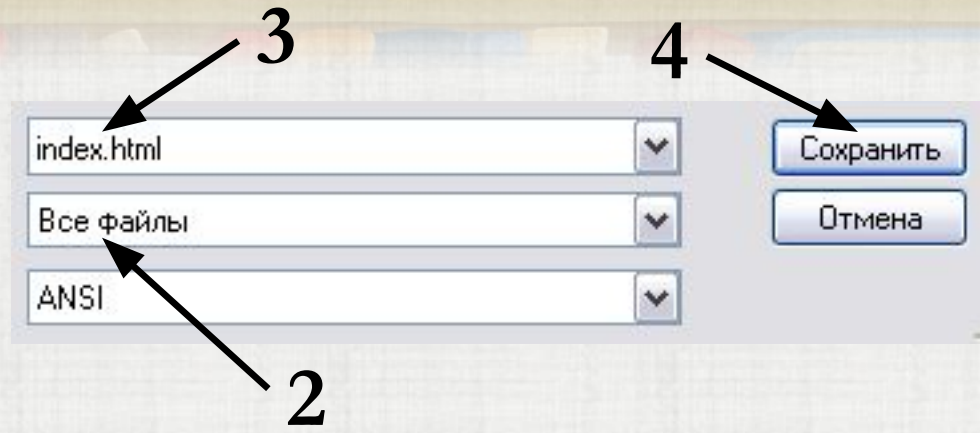 3
4
index.html
Сохранить
Все файлы
Отмена
ANSI
2